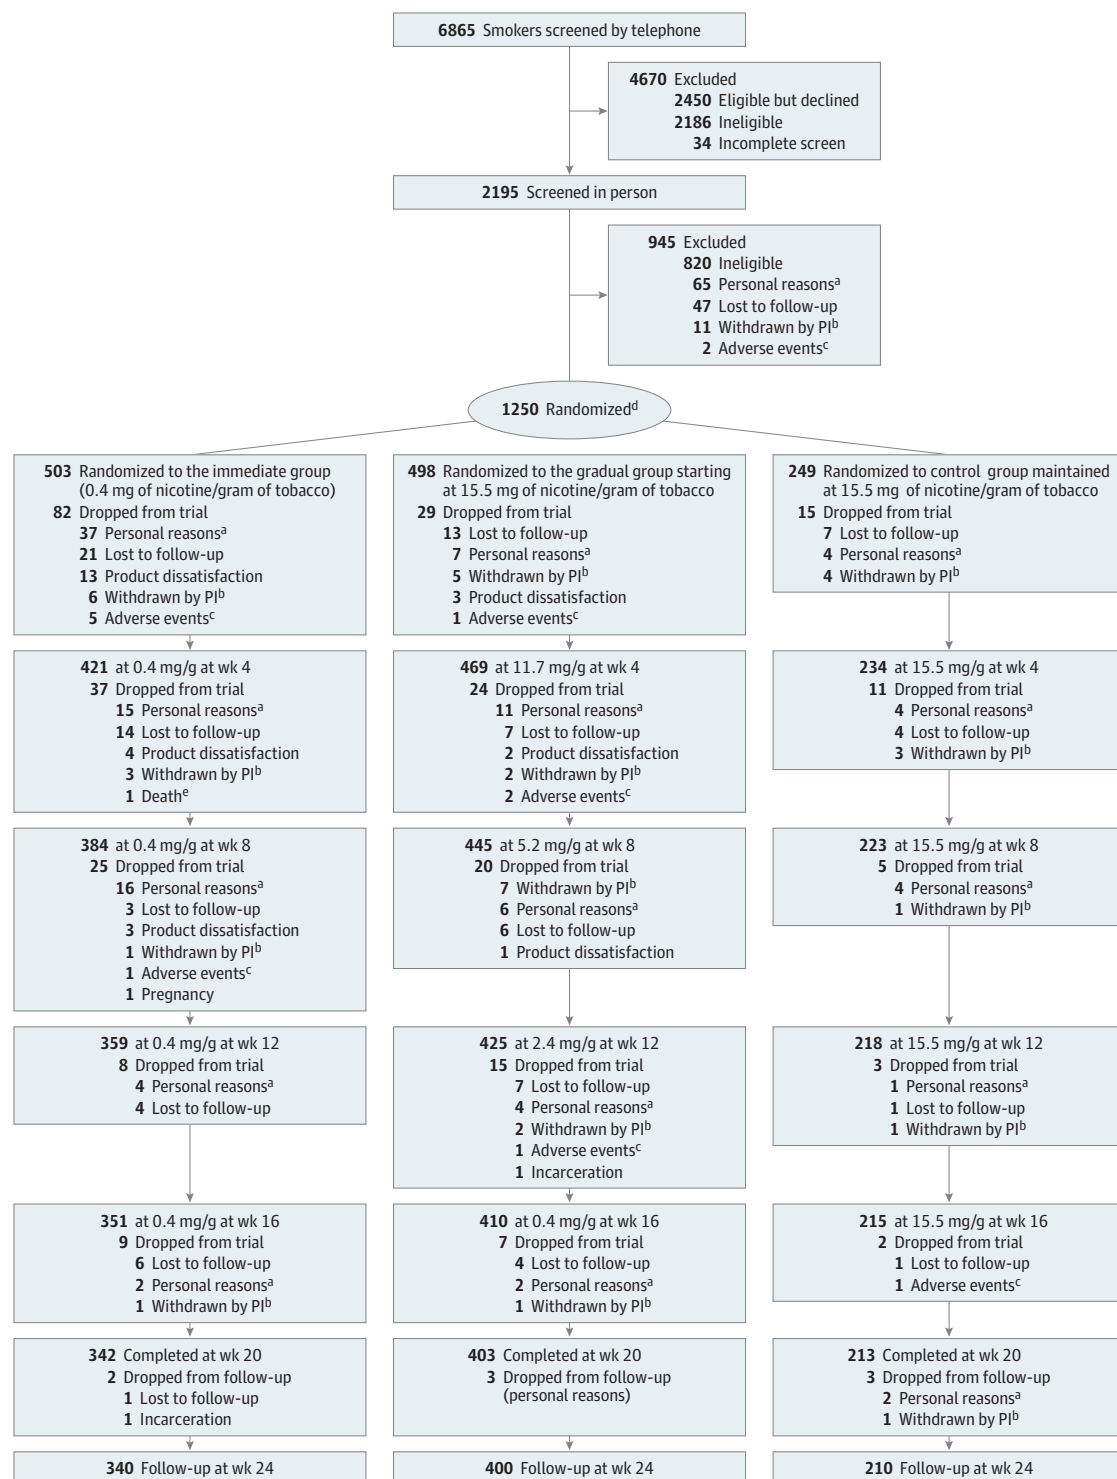 6865 Smokers screened by telephone
4670 Excluded
2450 Eligible but declined
2186 Ineligible
34 Incomplete screen
2195 Screened in person
945 Excluded
820 Ineligible
65 Personal reasonsa
47 Lost to follow-up
11 Withdrawn by PIb
2 Adverse eventsc
1250 Randomizedd
503 Randomized to the immediate group
(0.4 mg of nicotine/gram of tobacco)
82 Dropped from trial
37 Personal reasonsa
21 Lost to follow-up
13 Product dissatisfaction
6 Withdrawn by PIb
5 Adverse eventsc
498 Randomized to the gradual group starting
at 15.5 mg of nicotine/gram of tobacco
29 Dropped from trial
13 Lost to follow-up
7 Personal reasonsa
5 Withdrawn by PIb
3 Product dissatisfaction
1 Adverse eventsc
249 Randomized to control group maintained
at 15.5 mg of nicotine/gram of tobacco
15 Dropped from trial
7 Lost to follow-up
4 Personal reasonsa
4 Withdrawn by PIb
421 at 0.4 mg/g at wk 4
37 Dropped from trial
15 Personal reasonsa
14 Lost to follow-up
4 Product dissatisfaction
3 Withdrawn by PIb
1 Deathe
469 at 11.7 mg/g at wk 4
24 Dropped from trial
11 Personal reasonsa
7 Lost to follow-up
2 Product dissatisfaction
2 Withdrawn by PIb
2 Adverse eventsc
234 at 15.5 mg/g at wk 4
11 Dropped from trial
4 Personal reasonsa
4 Lost to follow-up
3 Withdrawn by PIb
384 at 0.4 mg/g at wk 8
25 Dropped from trial
16 Personal reasonsa
3 Lost to follow-up
3 Product dissatisfaction
1 Withdrawn by PIb
1 Adverse eventsc
1 Pregnancy
445 at 5.2 mg/g at wk 8
20 Dropped from trial
7 Withdrawn by PIb
6 Personal reasonsa
6 Lost to follow-up
1 Product dissatisfaction
223 at 15.5 mg/g at wk 8
5 Dropped from trial
4 Personal reasonsa
1 Withdrawn by PIb
359 at 0.4 mg/g at wk 12
8 Dropped from trial
4 Personal reasonsa
4 Lost to follow-up
425 at 2.4 mg/g at wk 12
15 Dropped from trial
7 Lost to follow-up
4 Personal reasonsa
2 Withdrawn by PIb
1 Adverse eventsc
1 Incarceration
218 at 15.5 mg/g at wk 12
3 Dropped from trial
1 Personal reasonsa
1 Lost to follow-up
1 Withdrawn by PIb
351 at 0.4 mg/g at wk 16
9 Dropped from trial
6 Lost to follow-up
2 Personal reasonsa
1 Withdrawn by PIb
410 at 0.4 mg/g at wk 16
7 Dropped from trial
4 Lost to follow-up
2 Personal reasonsa
1 Withdrawn by PIb
215 at 15.5 mg/g at wk 16
2 Dropped from trial
1 Lost to follow-up
1 Adverse eventsc
342 Completed at wk 20
2 Dropped from follow-up
1 Lost to follow-up
1 Incarceration
403 Completed at wk 20
3 Dropped from follow-up
(personal reasons)
213 Completed at wk 20
3 Dropped from follow-up
2 Personal reasonsa
1 Withdrawn by PIb
340 Follow-up at wk 24
400 Follow-up at wk 24
210 Follow-up at wk 24